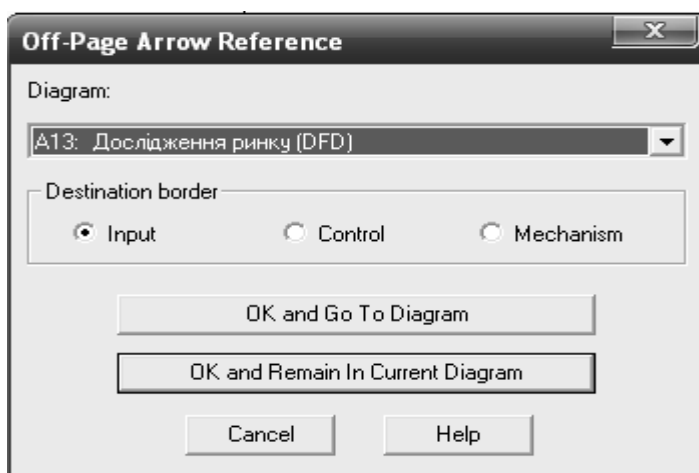 Off-Page Arrow Reference
Diagram:
A13: Дослідження ринку (DFD)
Destination border
Input Control Mechanism
OK and Go To Diagram
OK and Remain In Current Diagram
Cancel Help